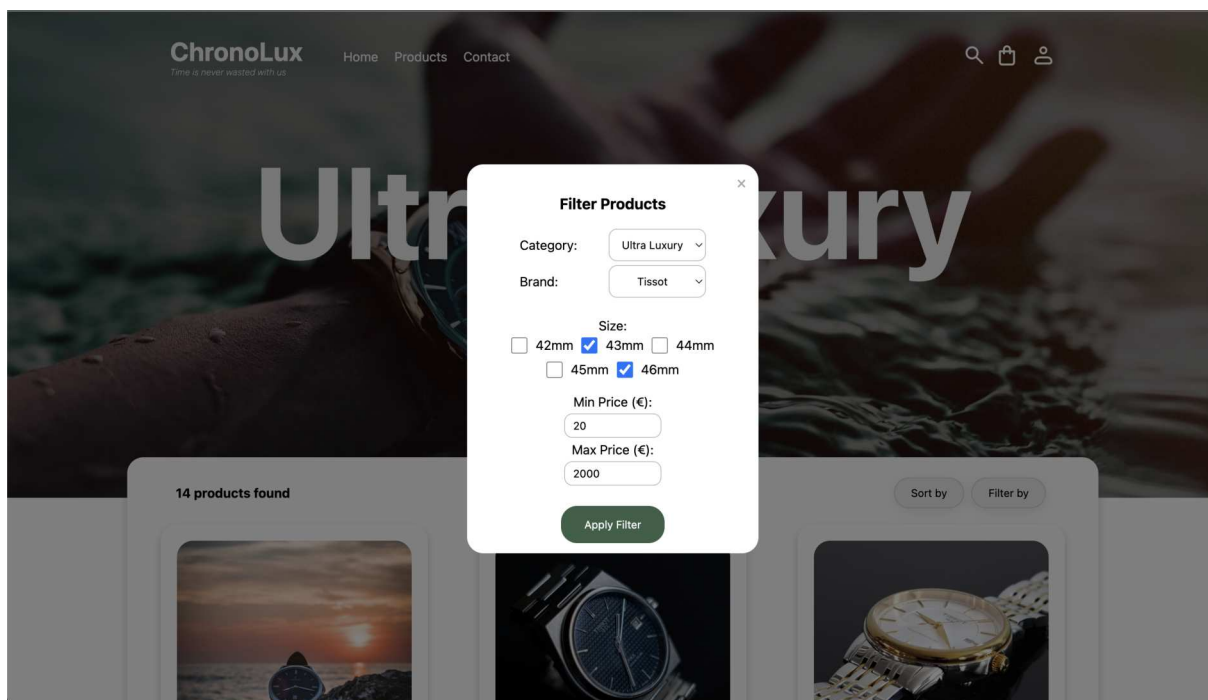 ChronoLux
Time is never wasted with us
Home Products Contact
Ultr xury
×
Filter Products
Category: Ultra Luxury
Brand: Tissot
Size:
42mm 43mm 44mm
45mm 46mm
Min Price (€):
20
Max Price (€):
2000
Apply Filter
14 products found
Sort by Filter by